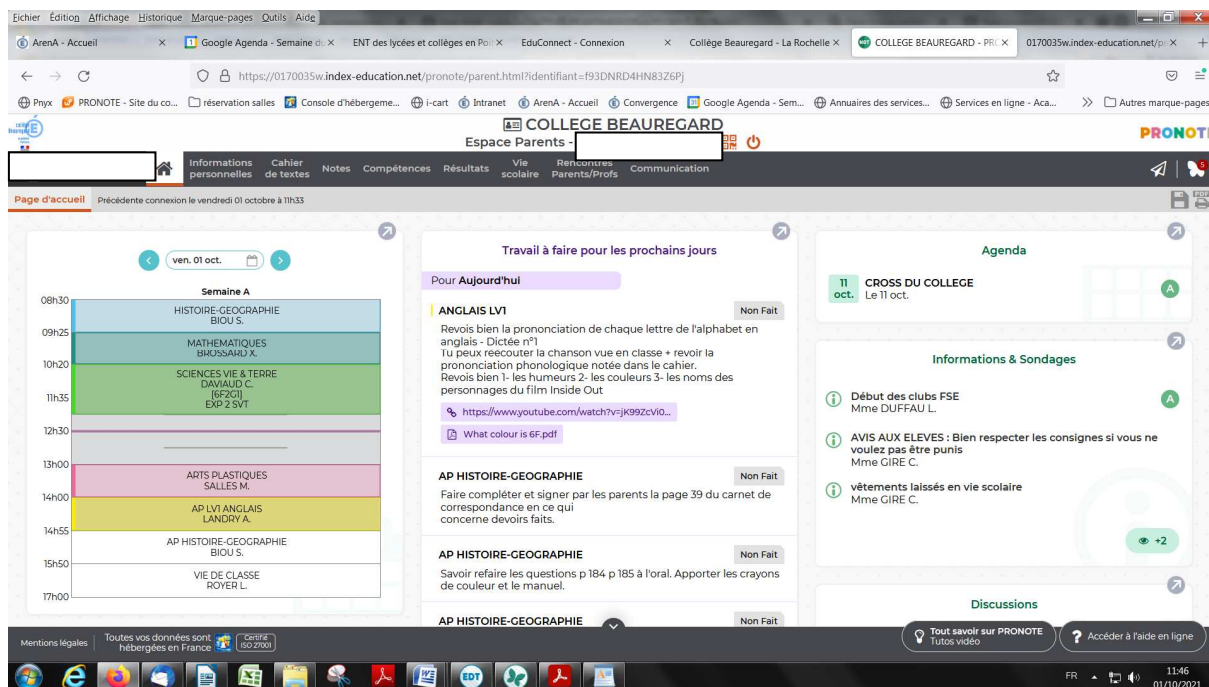 Fichier Édition Affichage Historique Marque-pages Outils Aide
ArenA - Accueil
Google Agenda - Semaine du
ENT des lycées et collèges en Poit
EduConnect - Connexion
Collège Beauregard - La Rochelle
COLLEGE BEAUREGARD - PRO
0170035w.index-education.net/p
https://0170035w.index-education.net/pronote/parent.html?identifiant=f93DNRD4HN83Z6Pj
Pnyx
PRONOTE - Site du co...
réservation salles
Console d'hébergeme...
i-cart
Intranet
ArenA - Accueil
Convergence
Google Agenda - Sem...
Annuaires des services...
Services en ligne - Aca...
Autres marque-pages
COLLEGE BEAUREGARD
Espace Parents -
PRONOTE
Informations personnelles
Cahier de textes
Notes
Compétences
Résultats
Vie scolaire
Rencontres Parents/Profs
Communication
5
Page d'accueil
Précédente connexion le vendredi 01 octobre à 11h33
PDF
ven. 01 oct.
Semaine A
08h30
HISTOIRE-GEOGRAPHIE
BIOU S.
09h25
MATHEMATIQUES
BROSSARD X.
10h20
SCIENCES VIE & TERRE
DAVIAUD C.
[6F2G1]
EXP 2 SVT
11h35
12h30
13h00
ARTS PLASTIQUES
SALLES M.
14h00
AP LV1 ANGLAIS
LANDRY A.
14h55
AP HISTOIRE-GEOGRAPHIE
BIOU S.
15h50
VIE DE CLASSE
ROYER L.
17h00
Travail à faire pour les prochains jours
Pour Aujourd'hui
ANGLAIS LV1
Non Fait
Revois bien la prononciation de chaque lettre de l'alphabet en
anglais - Dictée n°1
Tu peux réécouter la chanson vue en classe + revoir la
prononciation phonologique notée dans le cahier.
Revois bien 1- les humeurs 2- les couleurs 3- les noms des
personnages du film Inside Out
https://www.youtube.com/watch?v=jK99ZcVi0...
What colour is 6F.pdf
AP HISTOIRE-GEOGRAPHIE
Non Fait
Faire compléter et signer par les parents la page 39 du carnet de
correspondance en ce qui
concerne devoirs faits.
AP HISTOIRE-GEOGRAPHIE
Non Fait
Savoir refaire les questions p 184 p 185 à l'oral. Apporter les crayons
de couleur et le manuel.
AP HISTOIRE-GEOGRAPHIE
Non Fait
Agenda
11 oct.
CROSS DU COLLEGE
Le 11 oct.
A
Informations & Sondages
Début des clubs FSE
Mme DUFFAU L.
A
AVIS AUX ELEVES : Bien respecter les consignes si vous ne
voulez pas être punis
Mme GIRE C.
vêtements laissés en vie scolaire
Mme GIRE C.
+2
Discussions
Mentions légales
Toutes vos données sont
hébergées en France
Certifié
ISO 27001
Tout savoir sur PRONOTE
Tutos vidéo
? Accéder à l'aide en ligne
EDT
FR
11:46
01/10/2021